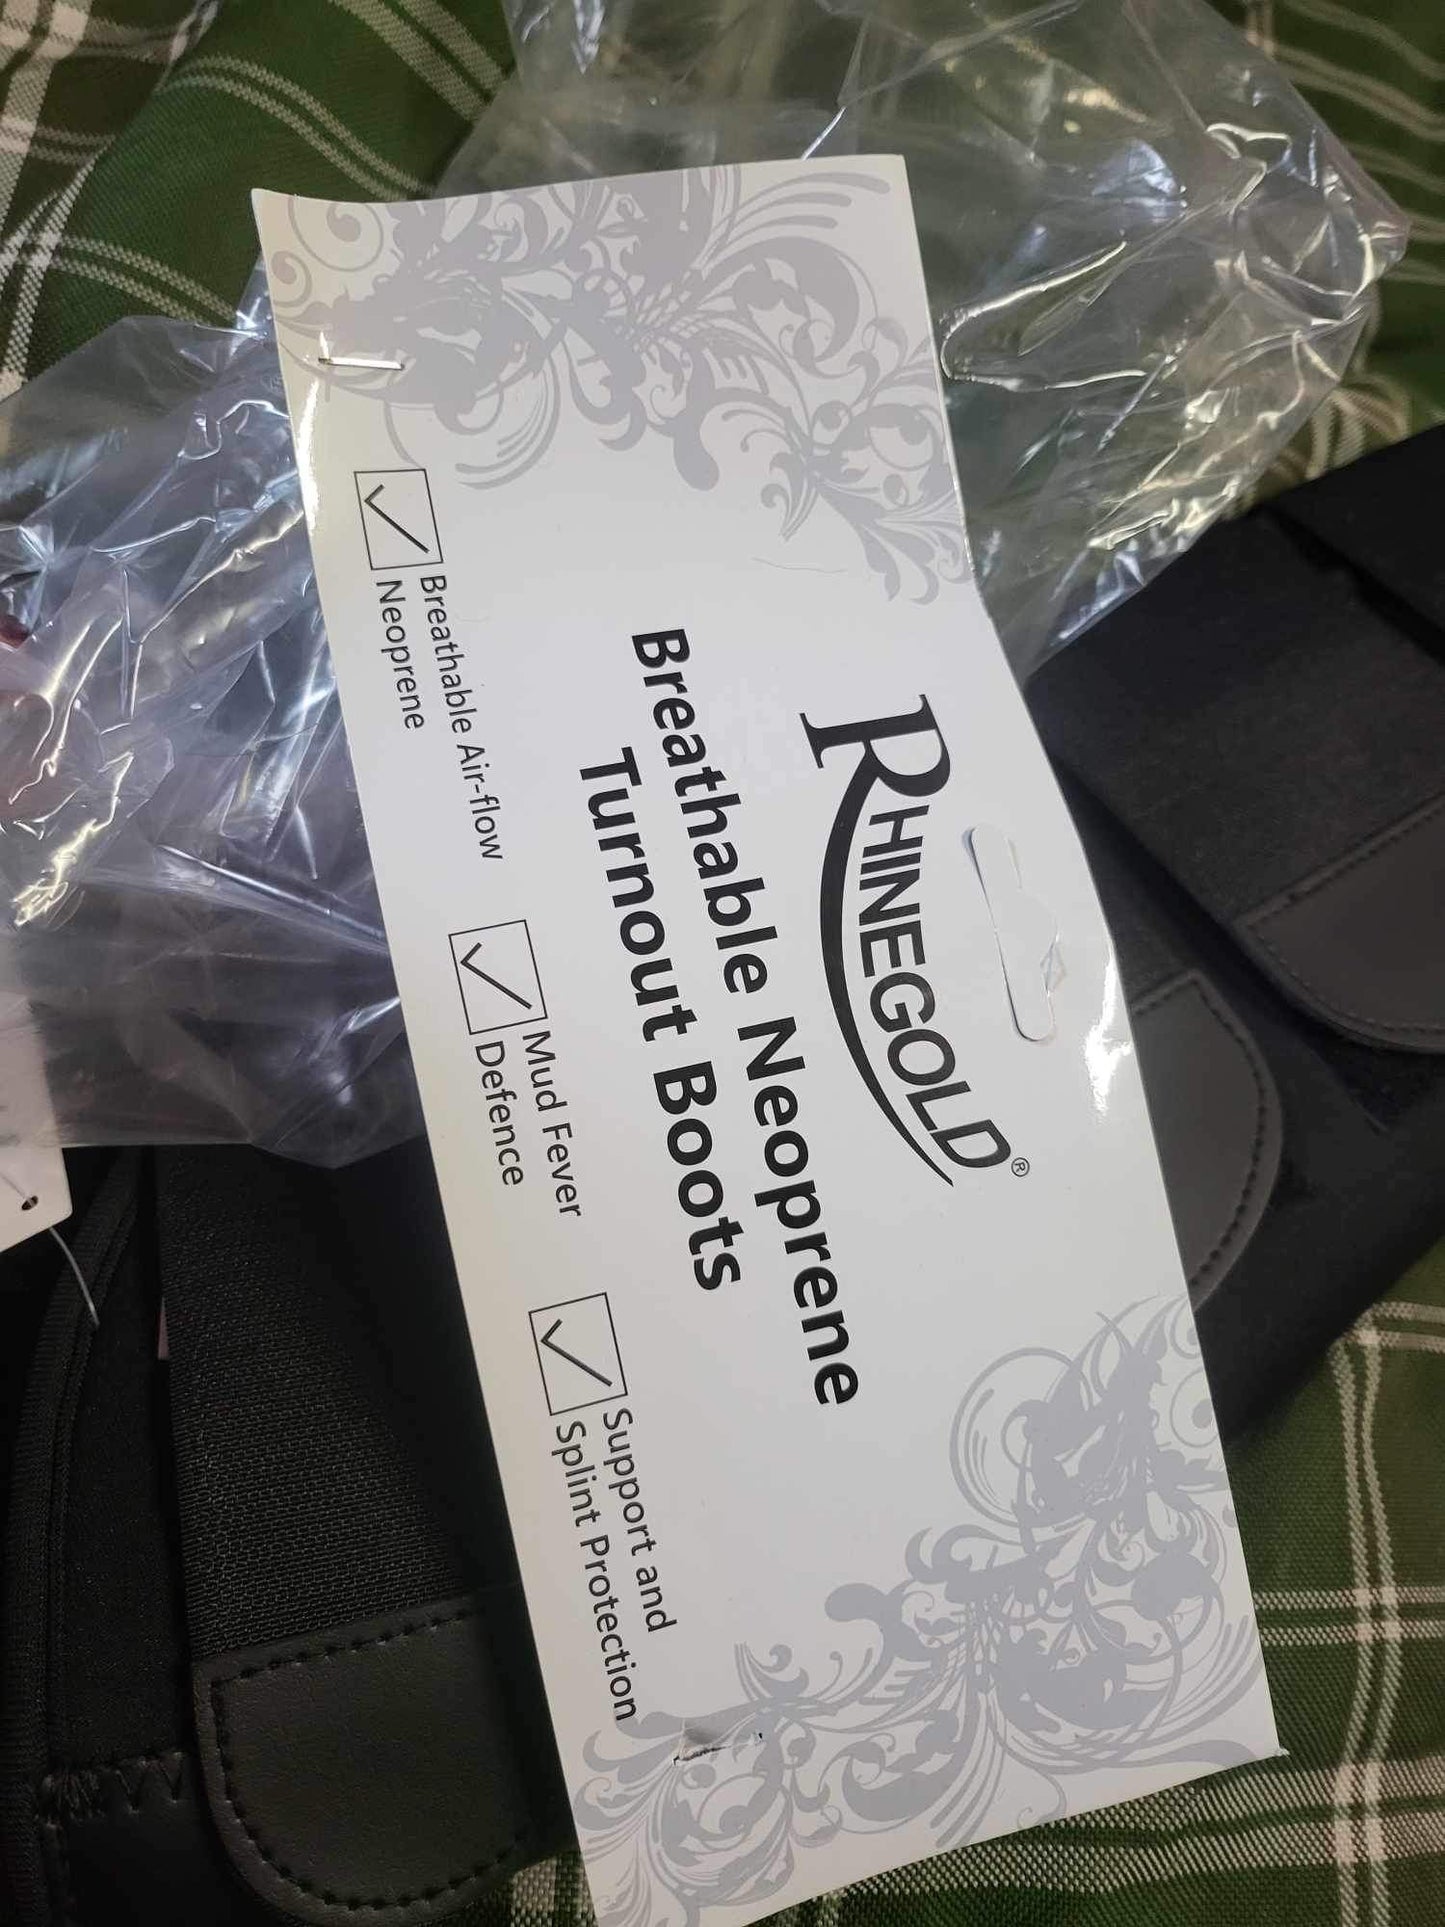 RHINEGOLD®
Breathable Neoprene
Turnout Boots
Breathable Air-flow
Neoprene
Mud Fever
Defence
Support and
Splint Protection